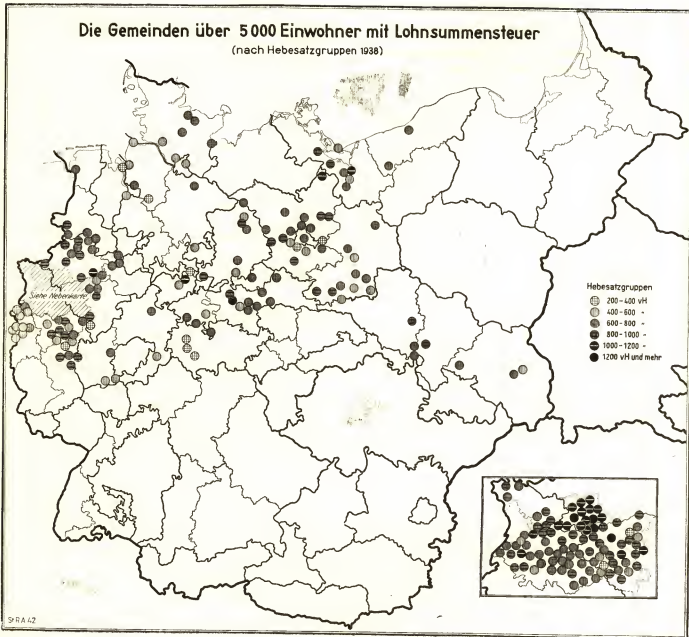 Die Gemeinden über 5000 Einwohner mit Lohnsummensteuer
(nach Hebesatzgruppen 1938)
Siehe Nebenkarte
Hebesatzgruppen
200-400 vH
400-600 "
600-800 "
800-1000 "
1000-1200 "
1200 vH und mehr
StRA 42